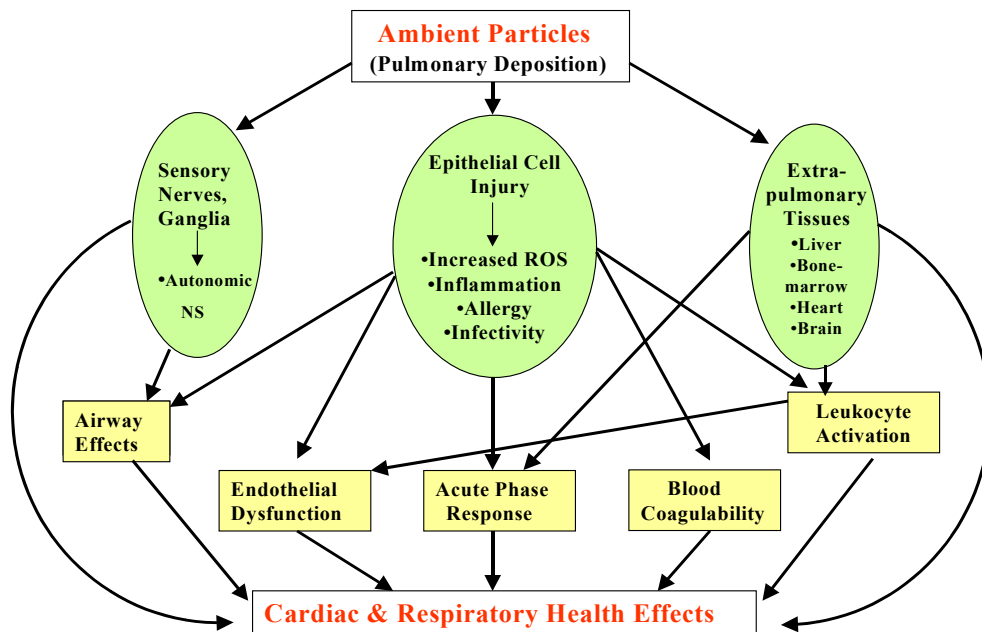 Ambient Particles
(Pulmonary Deposition)
Sensory
Nerves,
Ganglia
•Autonomic
NS
Epithelial Cell
Injury
•Increased ROS
•Inflammation
•Allergy
•Infectivity
Extra-
pulmonary
Tissues
•Liver
•Bone-
marrow
•Heart
•Brain
Airway
Effects
Leukocyte
Activation
Endothelial
Dysfunction
Acute Phase
Response
Blood
Coagulability
Cardiac & Respiratory Health Effects